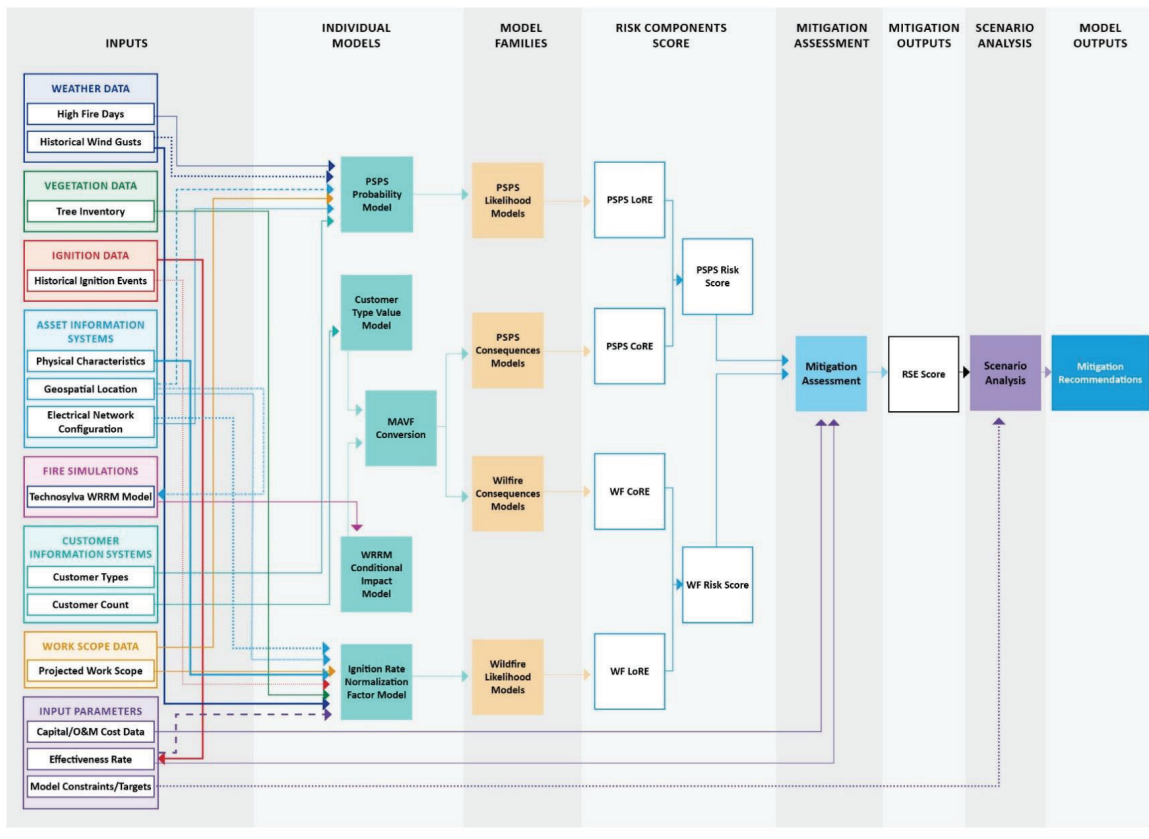 INPUTS
INDIVIDUAL
MODELS
MODEL
FAMILIES
RISK COMPONENTS
SCORE
MITIGATION
ASSESSMENT
MITIGATION
OUTPUTS
SCENARIO
ANALYSIS
MODEL
OUTPUTS
WEATHER DATA
High Fire Days
Historical Wind Gusts
VEGETATION DATA
Tree Inventory
IGNITION DATA
Historical Ignition Events
ASSET INFORMATION
SYSTEMS
Physical Characteristics
Geospatial Location
Electrical Network
Configuration
FIRE SIMULATIONS
Technosylva WRRM Model
CUSTOMER
INFORMATION SYSTEMS
Customer Types
Customer Count
WORK SCOPE DATA
Projected Work Scope
INPUT PARAMETERS
Capital/O&M Cost Data
Effectiveness Rate
Model Constraints/Targets
PSPS
Probability
Model
Customer
Type Value
Model
MAVF
Conversion
WRRM
Conditional
Impact
Model
Ignition Rate
Normalization
Factor Model
PSPS
Likelihood
Models
PSPS
Consequences
Models
Wilfire
Consequences
Models
Wildfire
Likelihood
Models
PSPS LoRE
PSPS CoRE
WF CoRE
WF LoRE
PSPS Risk
Score
WF Risk Score
Mitigation
Assessment
RSE Score
Scenario
Analysis
Mitigation
Recommendations